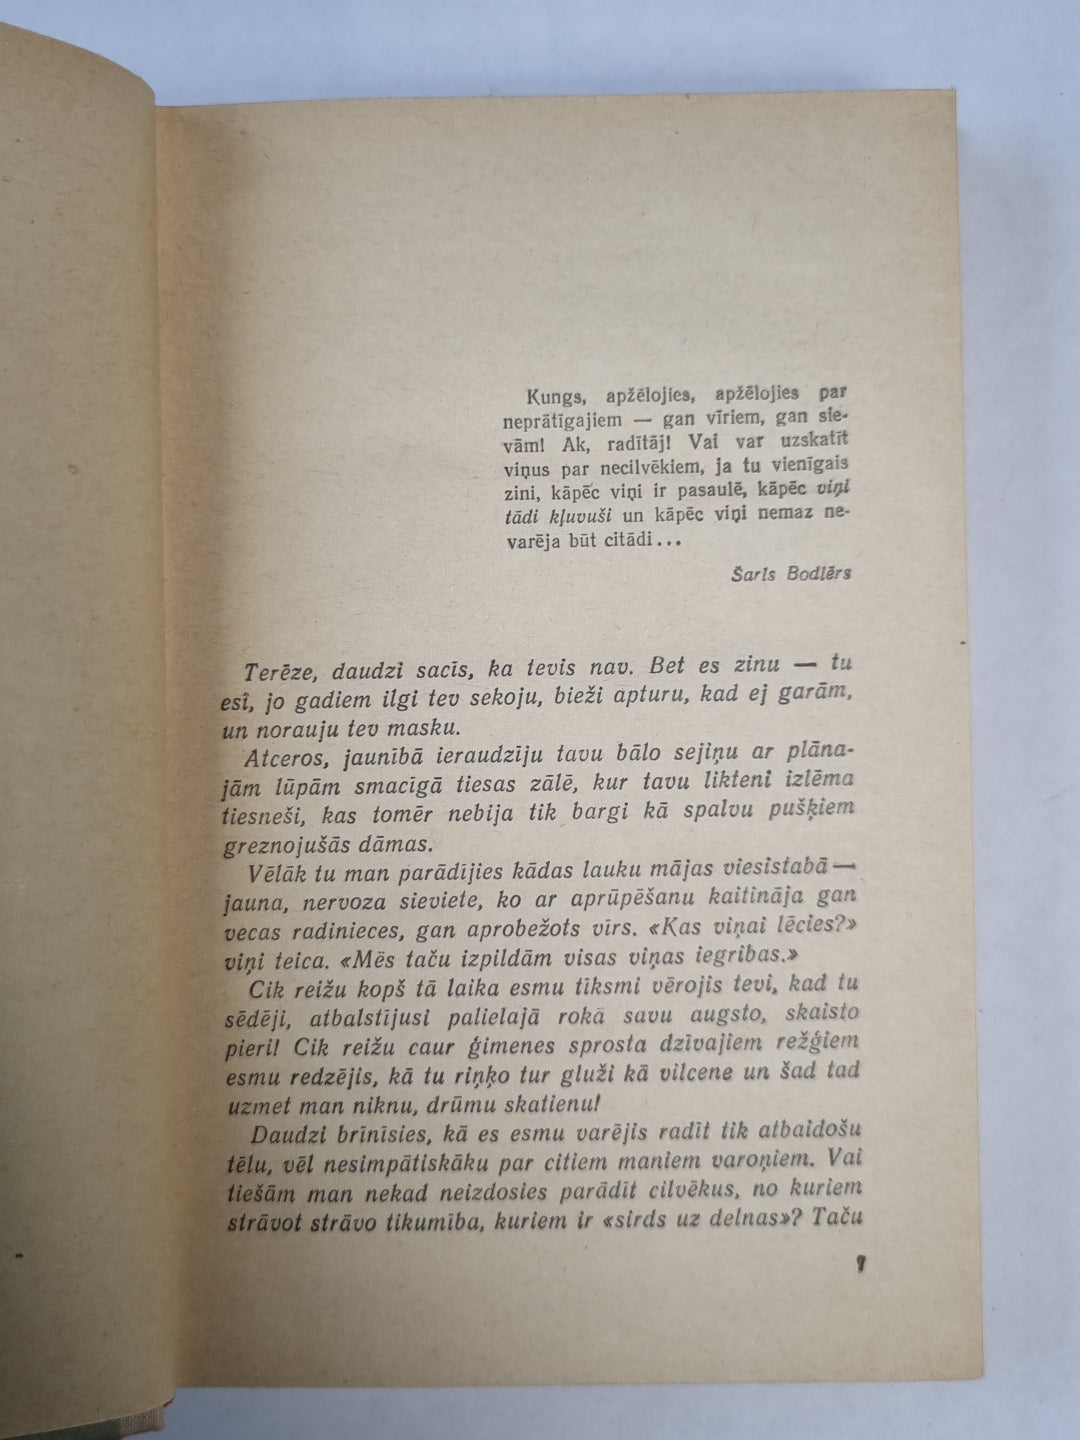 Kungs, apžēlojies, apžēlojies par
neprātīgajiem — gan vīriem, gan sie-
vām! Ak, radītāj! Vai var uzskatīt
viņus par necilvēkiem, ja tu vienīgais
zini, kāpēc viņi ir pasaulē, kāpēc viņi
tādi kļuvuši un kāpēc viņi nemaz ne-
varēja būt citādi...
Šarls Bodlērs
Terēze, daudzi sacīs, ka tevis nav. Bet es zinu — tu
esi, jo gadiem ilgi tev sekoju, bieži apturu, kad ej garām,
un norauju tev masku.
Atceros, jaunībā ieraudzīju tavu bālo sejiņu ar plāna-
jām lūpām smacīgā tiesas zālē, kur tavu likteni izlēma
tiesneši, kas tomēr nebija tik bargi kā spalvu pušķiem
greznojušās dāmas.
Vēlāk tu man parādījies kādas lauku mājas viesistabā —
jauna, nervoza sieviete, ko ar aprūpēšanu kaitināja gan
vecas radinieces, gan aprobežots vīrs. «Kas viņai lēcies?»
viņi teica. «Mēs taču izpildām visas viņas iegribas.»
Cik reižu kopš tā laika esmu tīksmi vērojis tevi, kad tu
sēdēji, atbalstījusi palielajā rokā savu augsto, skaisto
pieri! Cik reižu caur ģimenes sprosta dzīvajiem režģiem
esmu redzējis, kā tu riņķo tur gluži kā vilcene un šad tad
uzmet man niknu, drūmu skatienu!
Daudzi brīnīsies, kā es esmu varējis radīt tik atbaidošu
tēlu, vēl nesimpātiskāku par citiem maniem varoņiem. Vai
tiešām man nekad neizdosies parādīt cilvēkus, no kuriem
strāvot strāvo tikumība, kuriem ir «sirds uz delnas»? Taču
7